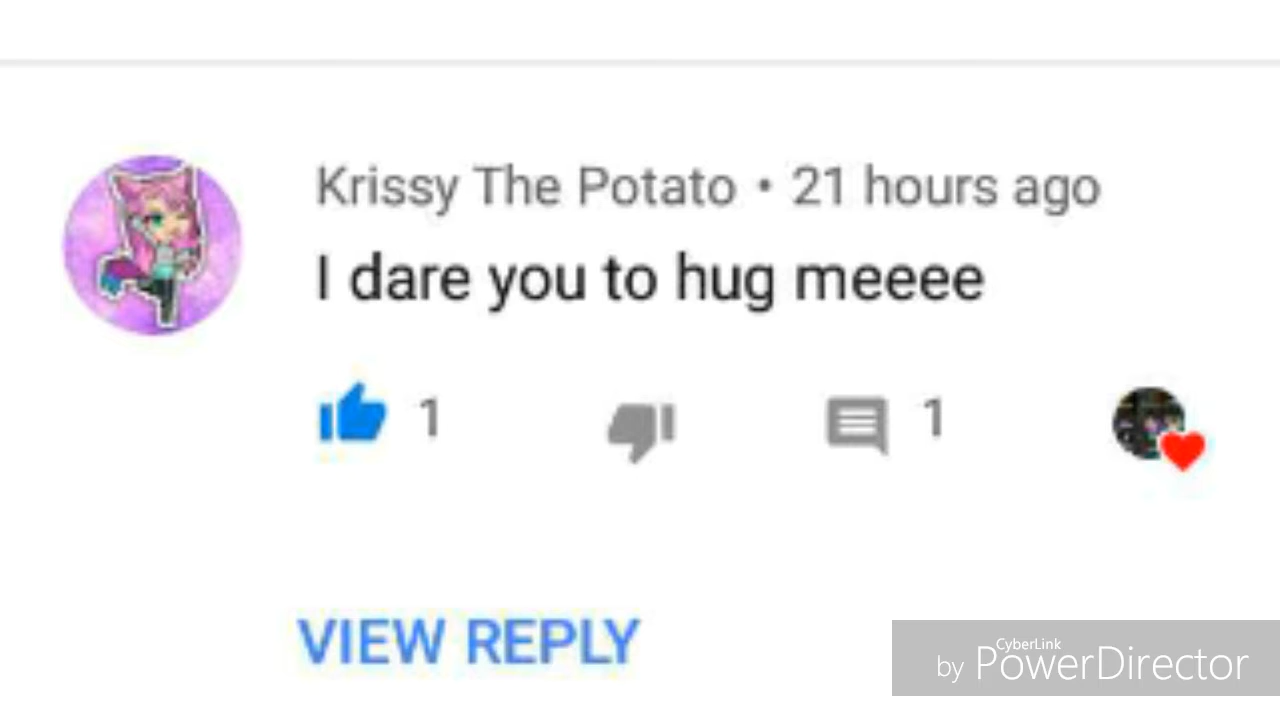 Krissy The Potato • 21 hours ago
I dare you to hug meeee
1
1
VIEW REPLY
CyberLink
by PowerDirector